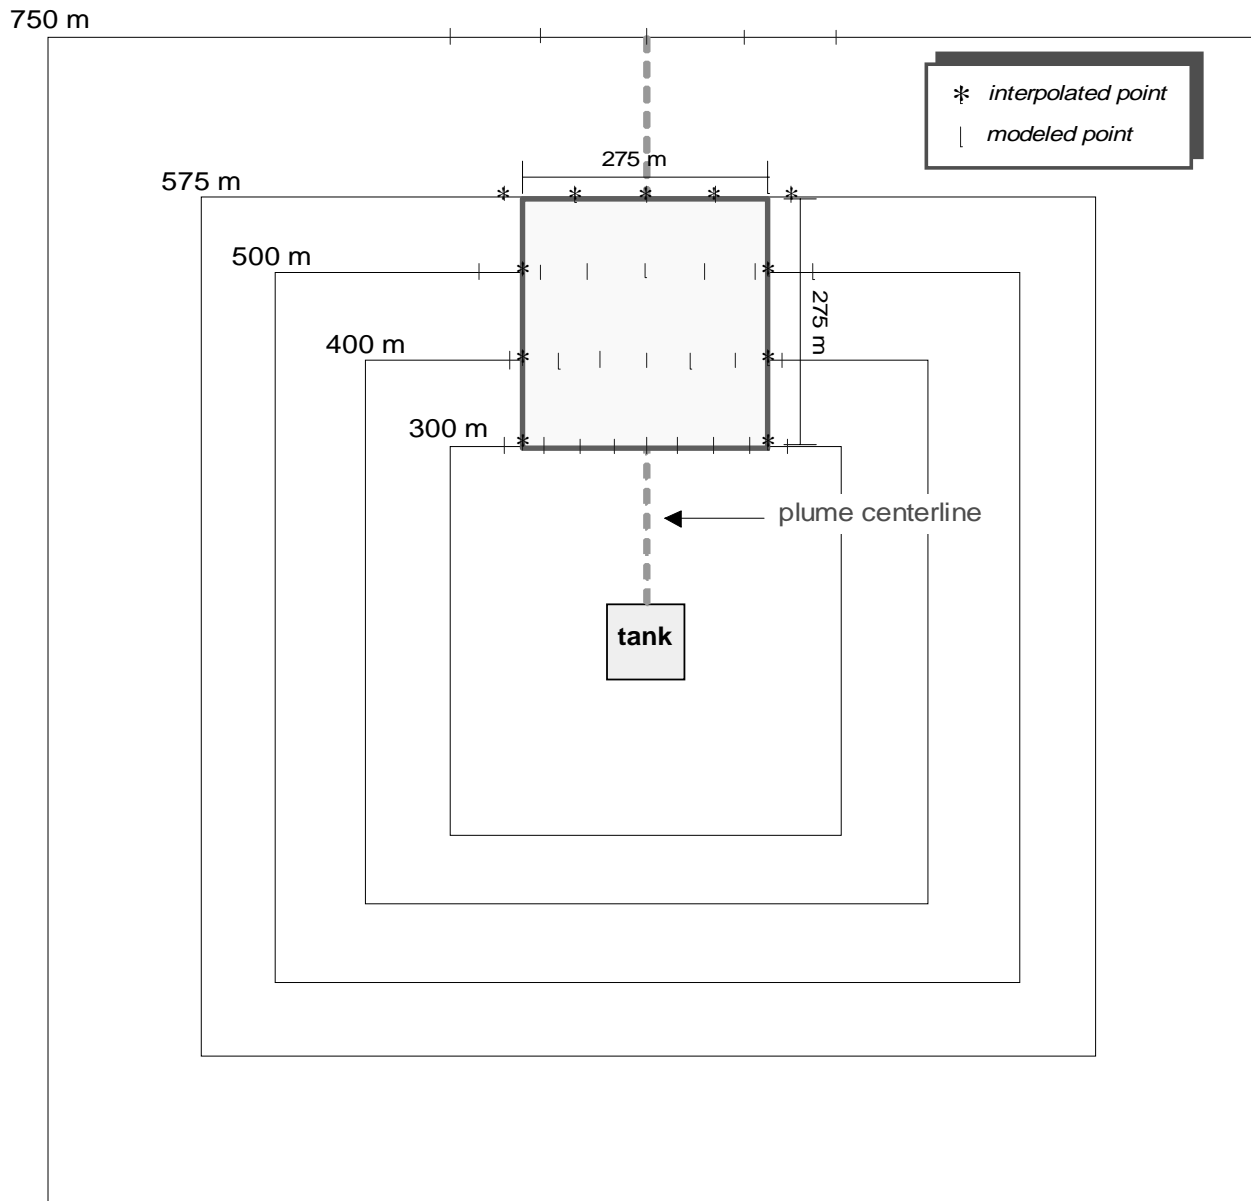 750 m
* interpolated point
modeled point
275 m
575 m
500 m
275 m
400 m
300 m
plume centerline
tank